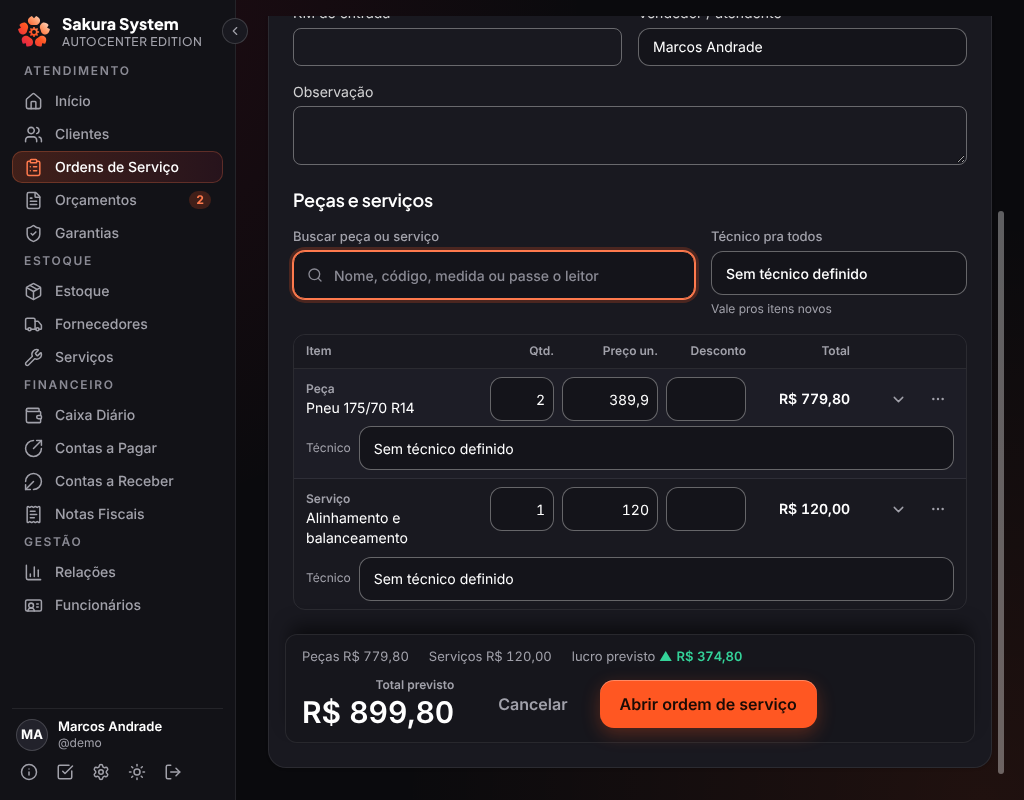 Sakura System
AUTOCENTER EDITION
ATENDIMENTO
Início
Clientes
Ordens de Serviço
Orçamentos 2
Garantias
ESTOQUE
Estoque
Fornecedores
Serviços
FINANCEIRO
Caixa Diário
Contas a Pagar
Contas a Receber
Notas Fiscais
GESTÃO
Relações
Funcionários
MA
Marcos Andrade
@demo
KM de entrada
Vendedor / atendente
Marcos Andrade
Observação
Peças e serviços
Buscar peça ou serviço
Nome, código, medida ou passe o leitor
Técnico pra todos
Sem técnico definido
Vale pros itens novos
Item Qtd. Preço un. Desconto Total
Peça
Pneu 175/70 R14 2 389,9 R$ 779,80
Técnico Sem técnico definido
Serviço
Alinhamento e 1 120 R$ 120,00
balanceamento
Técnico Sem técnico definido
Peças R$ 779,80 Serviços R$ 120,00 lucro previsto ▲ R$ 374,80
Total previsto
R$ 899,80
Cancelar
Abrir ordem de serviço